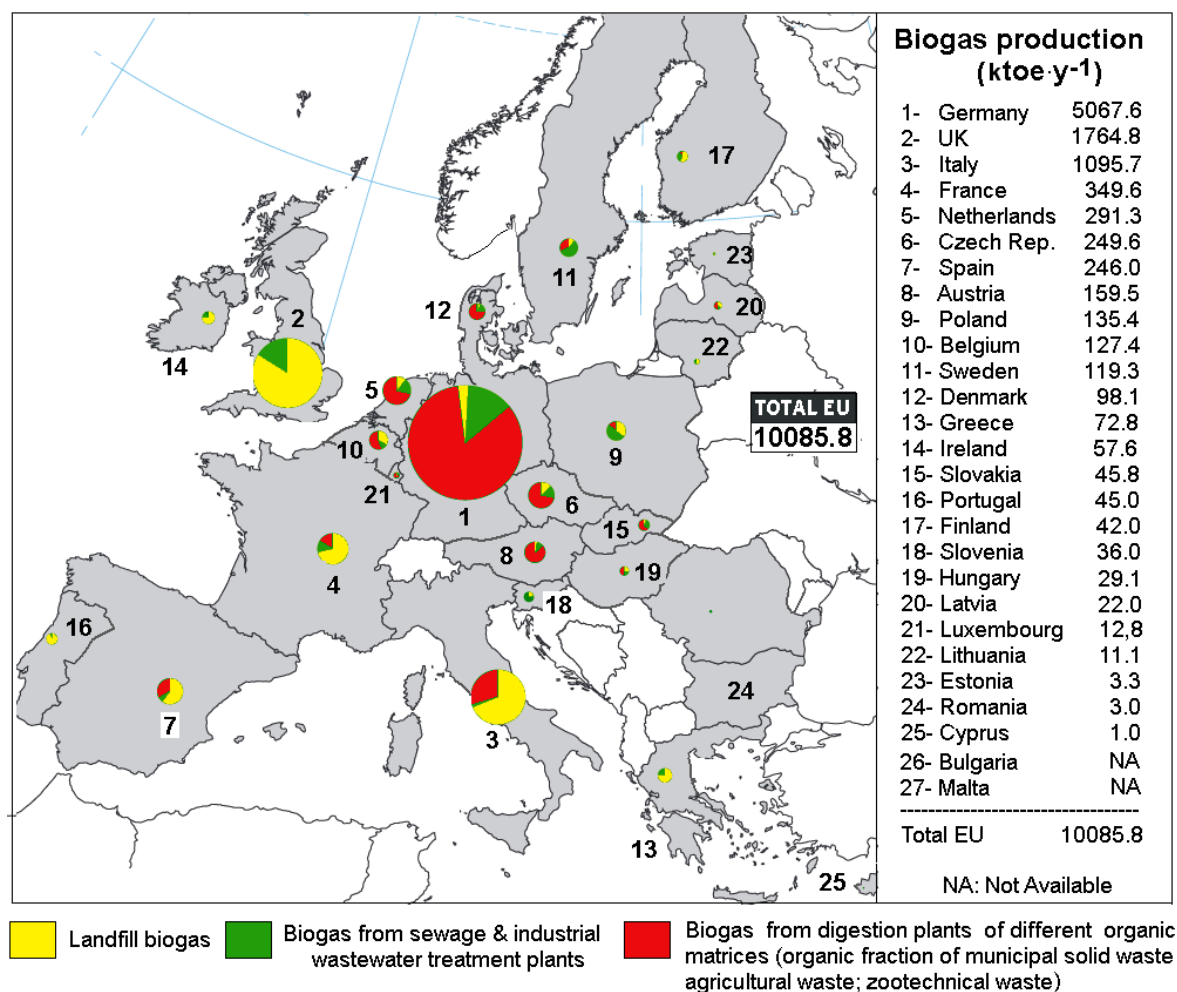 Biogas production
(ktoe·y-1)
1- Germany 5067.6
2- UK 1764.8
3- Italy 1095.7
4- France 349.6
5- Netherlands 291.3
6- Czech Rep. 249.6
7- Spain 246.0
8- Austria 159.5
9- Poland 135.4
10- Belgium 127.4
11- Sweden 119.3
12- Denmark 98.1
13- Greece 72.8
14- Ireland 57.6
15- Slovakia 45.8
16- Portugal 45.0
17- Finland 42.0
18- Slovenia 36.0
19- Hungary 29.1
20- Latvia 22.0
21- Luxembourg 12,8
22- Lithuania 11.1
23- Estonia 3.3
24- Romania 3.0
25- Cyprus 1.0
26- Bulgaria NA
27- Malta NA
Total EU 10085.8
NA: Not Available
17
23
11
20
12
2
22
14
5
TOTAL EU
10085.8
10
9
21
6
1
15
8
19
4
18
16
24
7
3
13
25
Landfill biogas
Biogas from sewage & industrial
wastewater treatment plants
Biogas from digestion plants of different organic
matrices (organic fraction of municipal solid waste
agricultural waste; zootechnical waste)